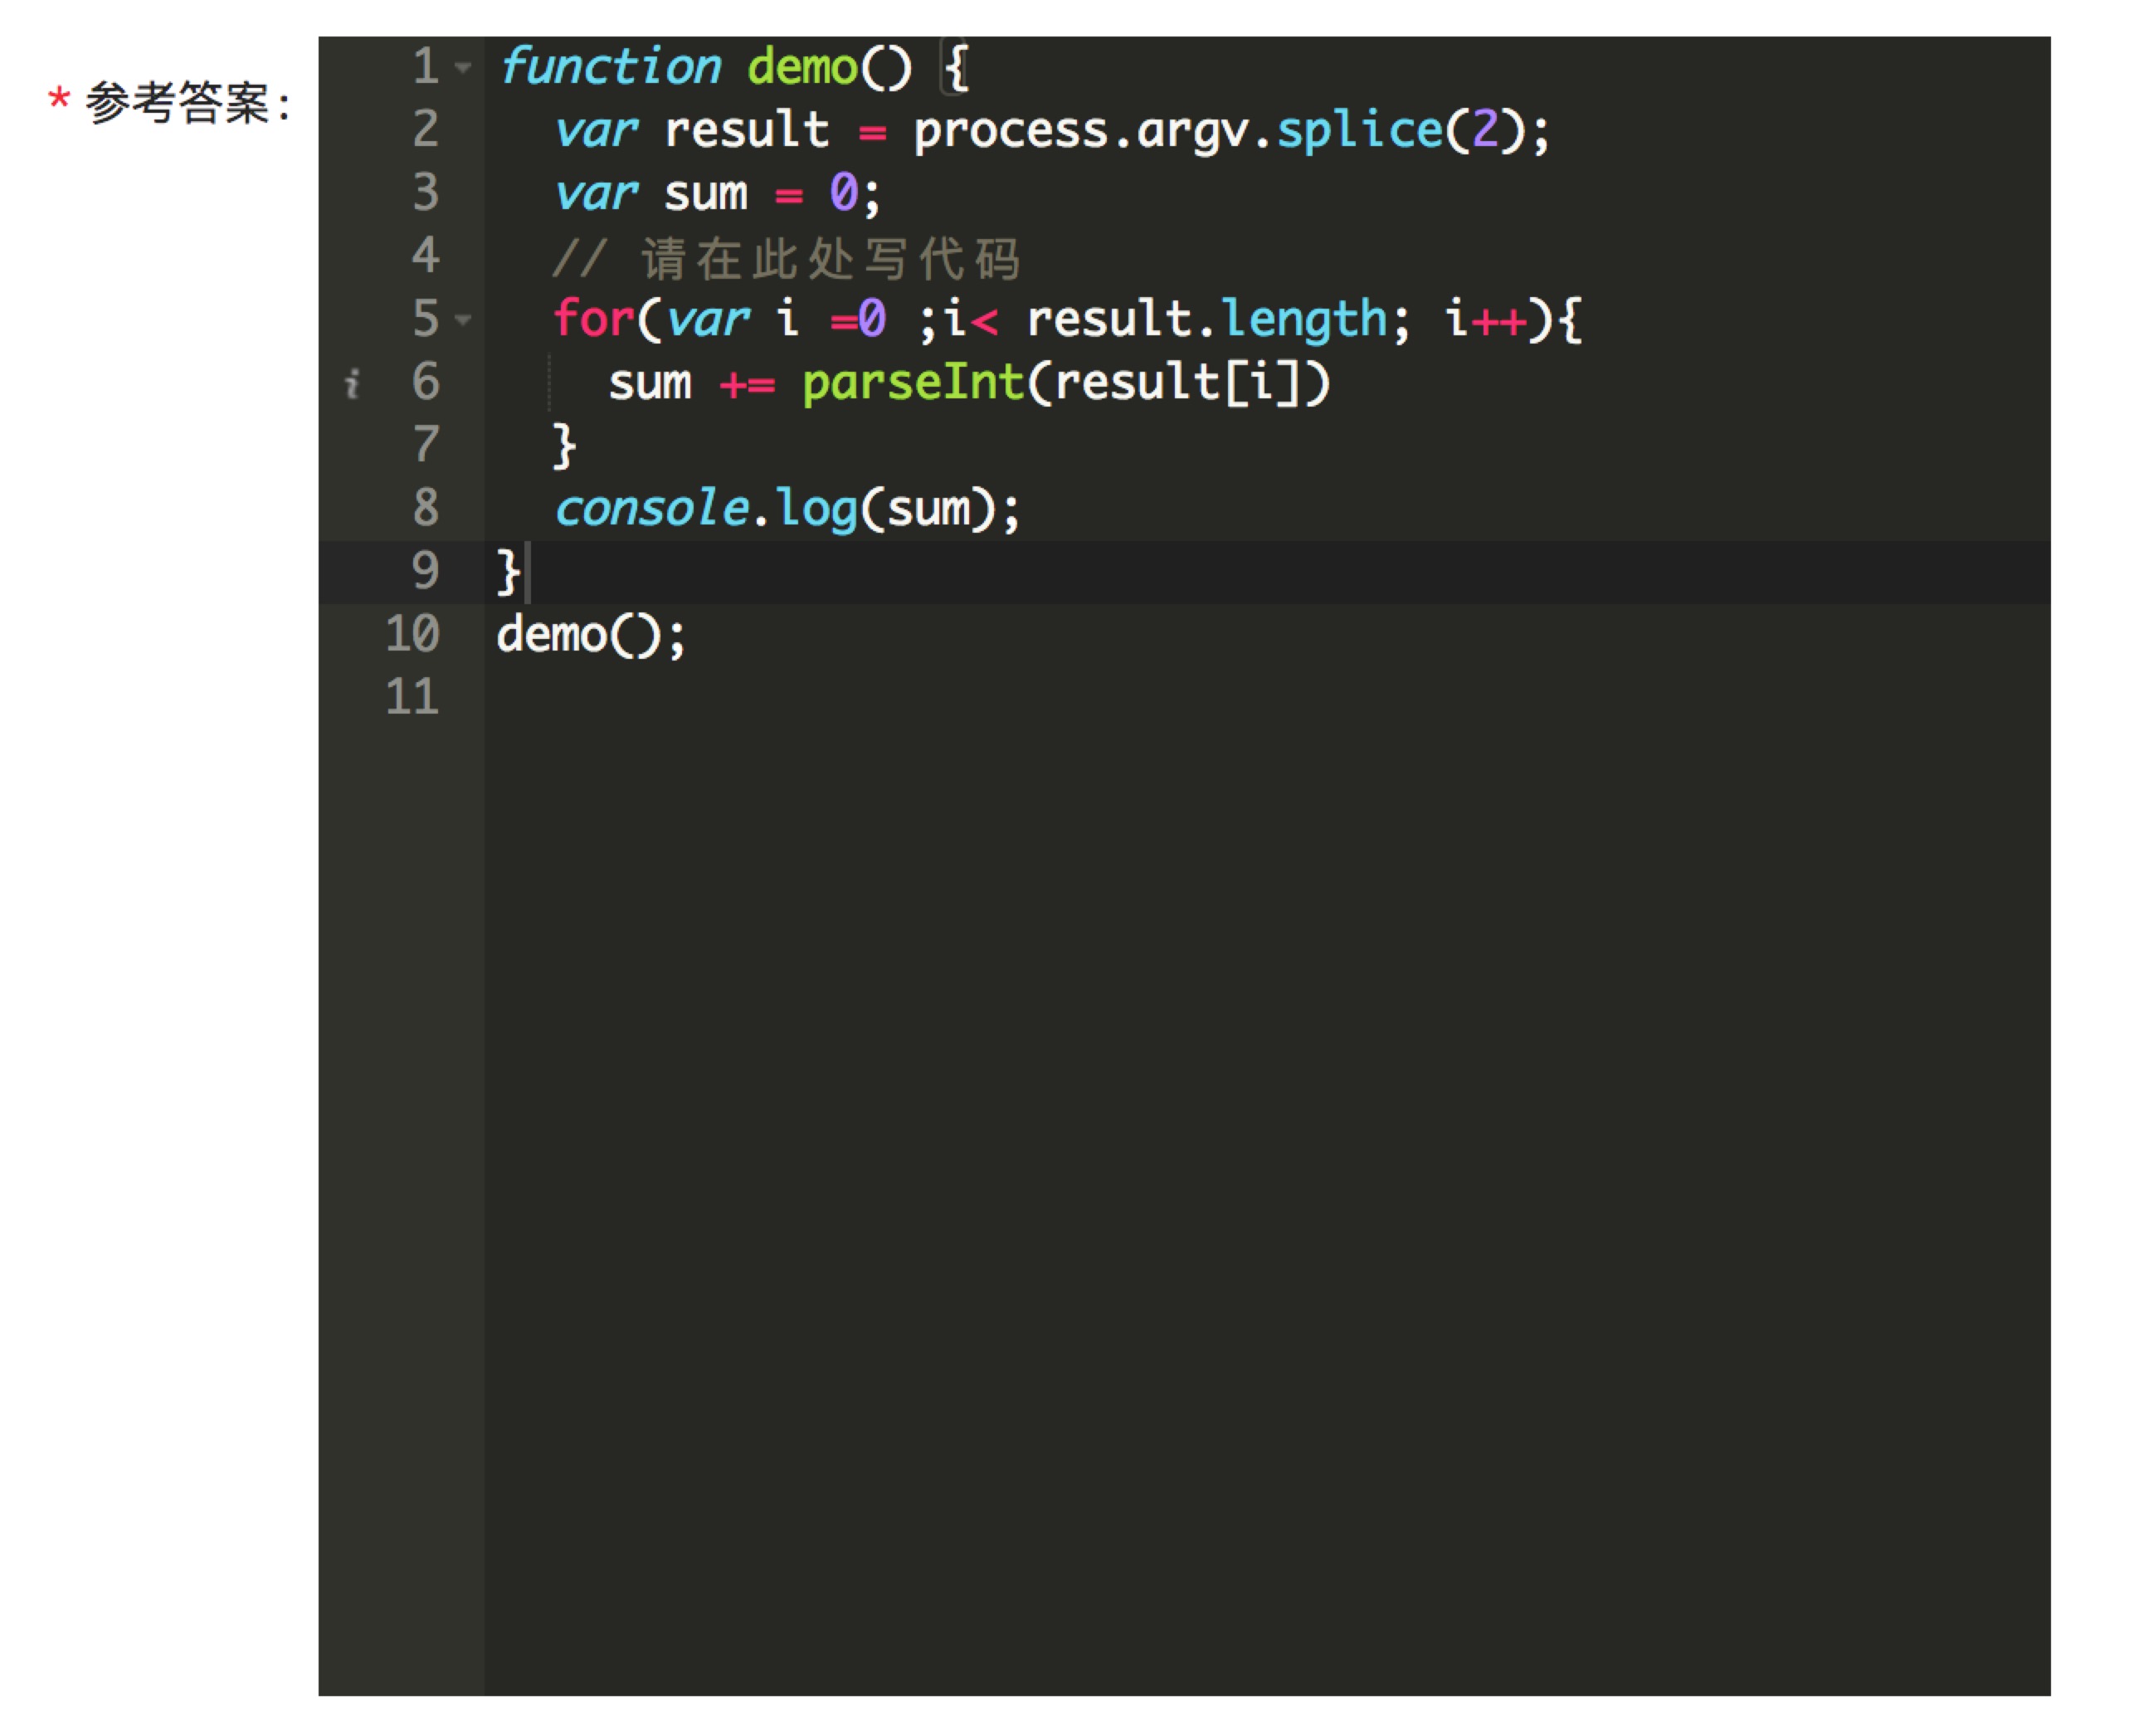 * 参考答案:
1 function demo() {
2 var result = process.argv.splice(2);
3 var sum = 0;
4 // 请在此处写代码
5 for(var i =0 ;i< result.length; i++){
i 6 sum += parseInt(result[i])
7 }
8 console.log(sum);
9 }
10 demo();
11